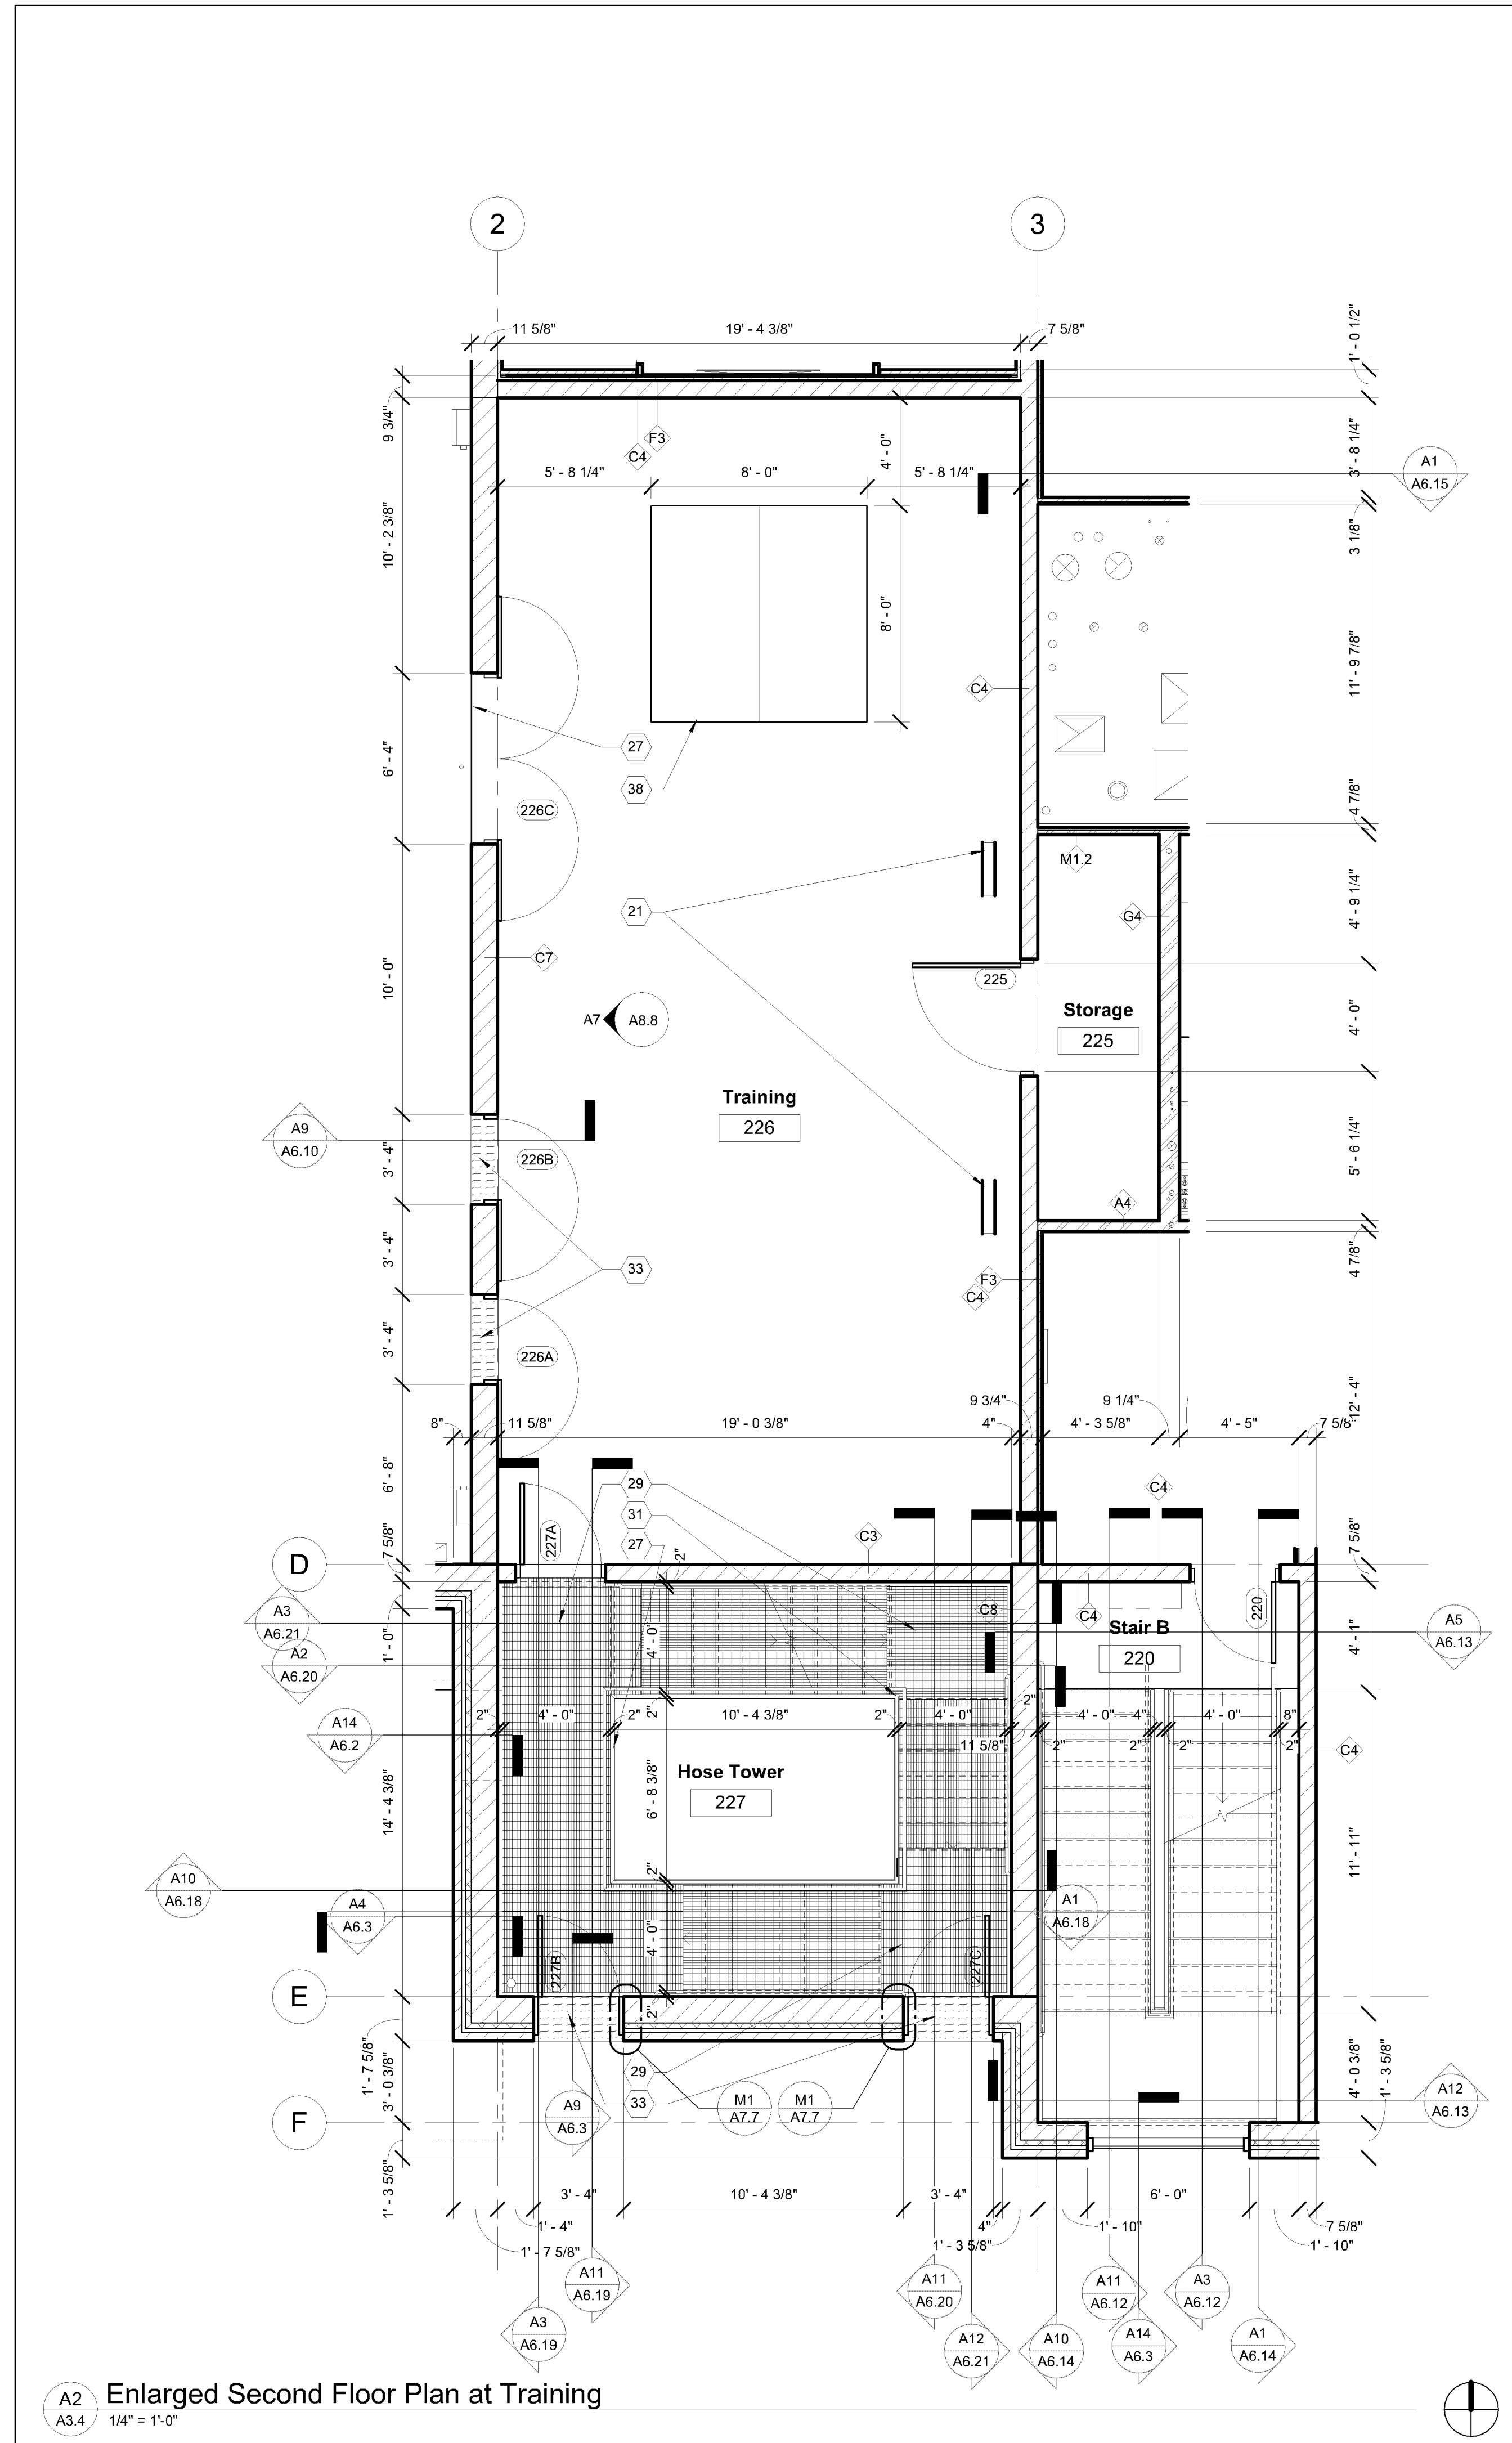 2
3
11 5/8"
19' - 4 3/8"
7 5/8"
1' - 0 1/2"
9 3/4"
F3
C4
3' - 8 1/4"
4' - 0"
A1
A6.15
5' - 8 1/4"
8' - 0"
5' - 8 1/4"
10' - 2 3/8"
3 1/8"
8' - 0"
11' - 9 7/8"
C4
27
6' - 4"
38
226C
4 7/8"
M1.2
4' - 9 1/4"
21
G4
C7
10' - 0"
225
Storage
225
4' - 0"
A7
A8.8
Training
226
A9
A6.10
3' - 4"
226B
5' - 6 1/4"
A4
3' - 4"
33
F3
C4
4 7/8"
3' - 4"
226A
12' - 4"
9 3/4"
9 1/4"
8"
11 5/8"
19' - 0 3/8"
4"
4' - 3 5/8"
4' - 5"
7 5/8"
6' - 8"
29
31
27
C4
C3
227A
2"
7 5/8"
7 5/8"
D
A3
A6.21
A2
A6.20
1' - 0"
4' - 0"
C8
C4
Stair B
220
220
4' - 1"
A5
A6.13
A14
A6.2
2"
4' - 0"
2"
2"
10' - 4 3/8"
2"
4' - 0"
2"
11 5/8"
2"
4' - 0"
4"
2"
2"
4' - 0"
8"
2"
C4
Hose Tower
227
6' - 8 3/8"
14' - 4 3/8"
11' - 11"
2"
A10
A6.18
A4
A6.3
A1
A6.18
4' - 0"
227B
227C
E
2"
1' - 7 5/8"
3' - 0 3/8"
4' - 0 3/8"
1' - 3 5/8"
29
33
A9
A6.3
M1
A7.7
M1
A7.7
A12
A6.13
F
1' - 3 5/8"
3' - 4"
10' - 4 3/8"
3' - 4"
6' - 0"
1' - 4"
1' - 7 5/8"
4"
1' - 3 5/8"
1' - 10"
7 5/8"
1' - 10"
A11
A6.19
A11
A6.20
A11
A6.12
A3
A6.12
A3
A6.19
A12
A6.21
A10
A6.14
A14
A6.3
A1
A6.14
A2
A3.4
Enlarged Second Floor Plan at Training
1/4" = 1'-0"